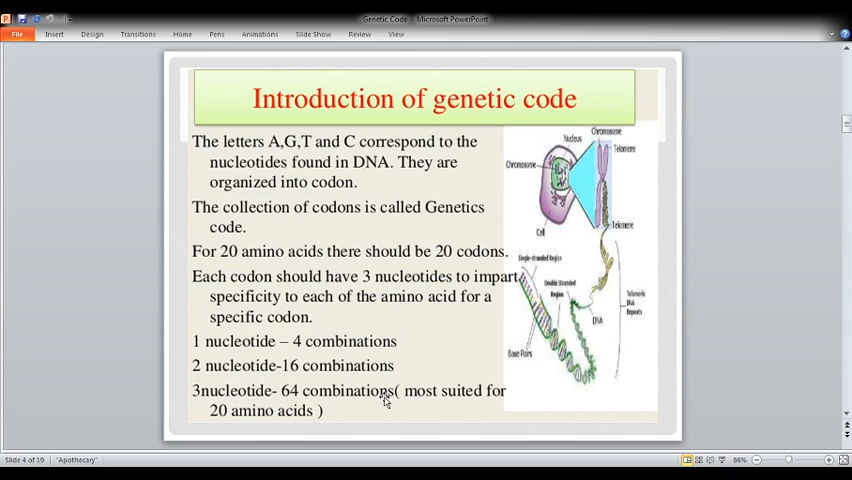 Genetic Code - Microsoft PowerPoint
File Insert Design Transitions Home Pens Animations Slide Show Review View
Introduction of genetic code
The letters A,G,T and C correspond to the
nucleotides found in DNA. They are
organized into codon.
The collection of codons is called Genetics
code.
For 20 amino acids there should be 20 codons.
Each codon should have 3 nucleotides to impart
specificity to each of the amino acid for a
specific codon.
1 nucleotide – 4 combinations
2 nucleotide-16 combinations
3nucleotide- 64 combinations( most suited for
20 amino acids )
Chromosome
Nucleus
Telomere
Chromosome
Cell
Telomere
Single-stranded Region
Double Stranded
Region
Telomeric
DNA
Repeats
DNA
Base Pairs
Slide 4 of 19 "Apothecary" 86%